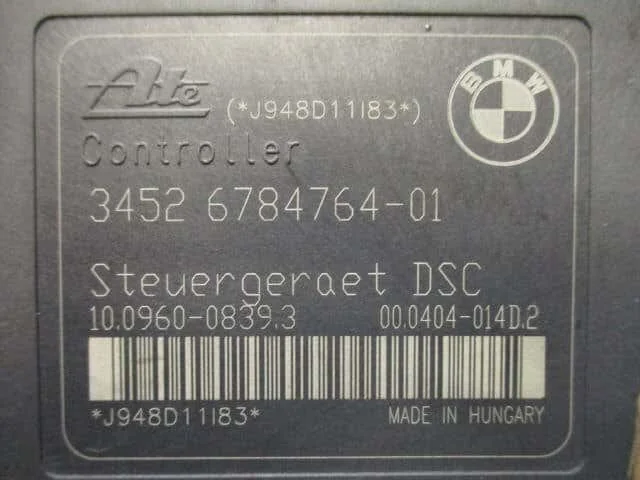 Ate (*J948D11I83*)
BMW
Controller
3452 6784764-01
Steuergeraet DSC
10.0960-0839.3 00.0404-014D.2
*J948D11I83* MADE IN HUNGARY